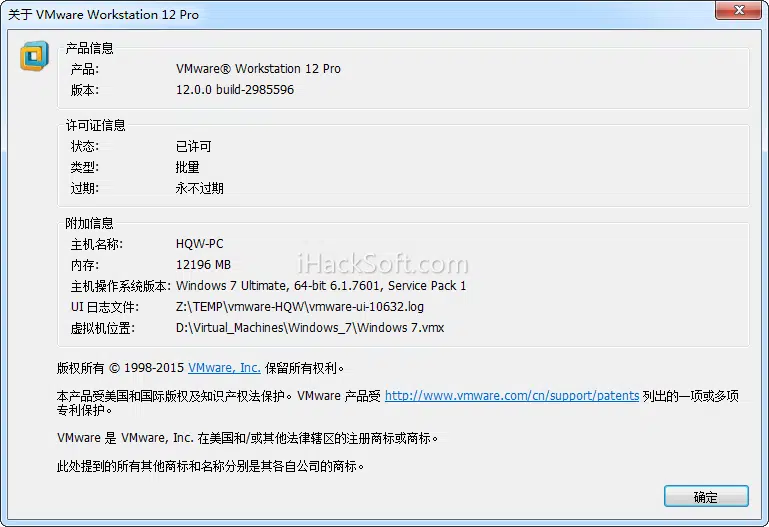 关于 VMware Workstation 12 Pro
产品信息
产品: VMware® Workstation 12 Pro
版本: 12.0.0 build-2985596
许可证信息
状态: 已许可
类型: 批量
过期: 永不过期
附加信息
主机名称: HQW-PC
内存: 12196 MB
iHackSoft.com
主机操作系统版本: Windows 7 Ultimate, 64-bit 6.1.7601, Service Pack 1
UI 日志文件: Z:\TEMP\vmware-HQW\vmware-ui-10632.log
虚拟机位置: D:\Virtual_Machines\Windows_7\Windows 7.vmx
版权所有 © 1998-2015 VMware, Inc. 保留所有权利。
本产品受美国和国际版权及知识产权法保护。VMware 产品受 http://www.vmware.com/cn/support/patents 列出的一项或多项
专利保护。
VMware 是 VMware, Inc. 在美国和/或其他法律辖区的注册商标或商标。
此处提到的所有其他商标和名称分别是其各自公司的商标。
确定